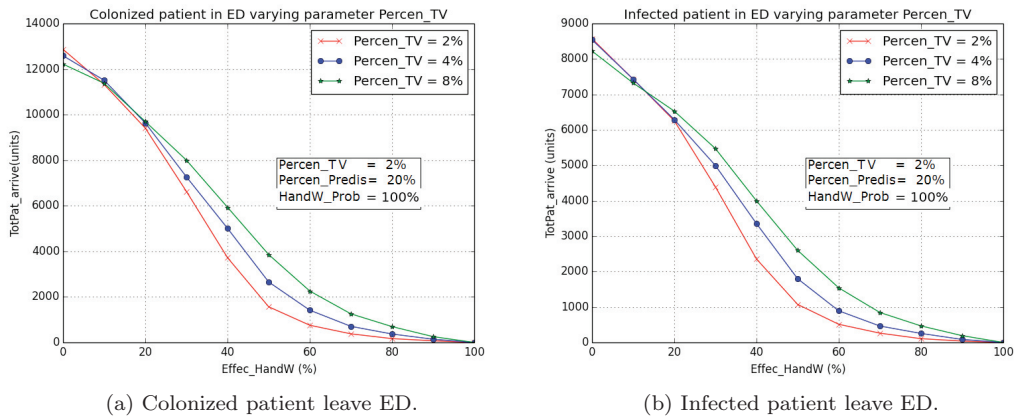 Colonized patient in ED varying parameter Percen_TV
14000
12000
10000
8000
6000
4000
2000
0
TotPat_arrive(units)
Percen_TV = 2%
Percen_TV = 4%
Percen_TV = 8%
Percen_TV = 2%
Percen_Predis= 20%
HandW_Prob = 100%
0 20 40 60 80 100
Effec_HandW (%)
(a) Colonized patient leave ED.
Infected patient in ED varying parameter Percen_TV
9000
8000
7000
6000
5000
4000
3000
2000
1000
0
TotPat_arrive (units)
Percen_TV = 2%
Percen_TV = 4%
Percen_TV = 8%
Percen_TV = 2%
Percen_Predis= 20%
HandW_Prob = 100%
0 20 40 60 80 100
Effec_HandW (%)
(b) Infected patient leave ED.